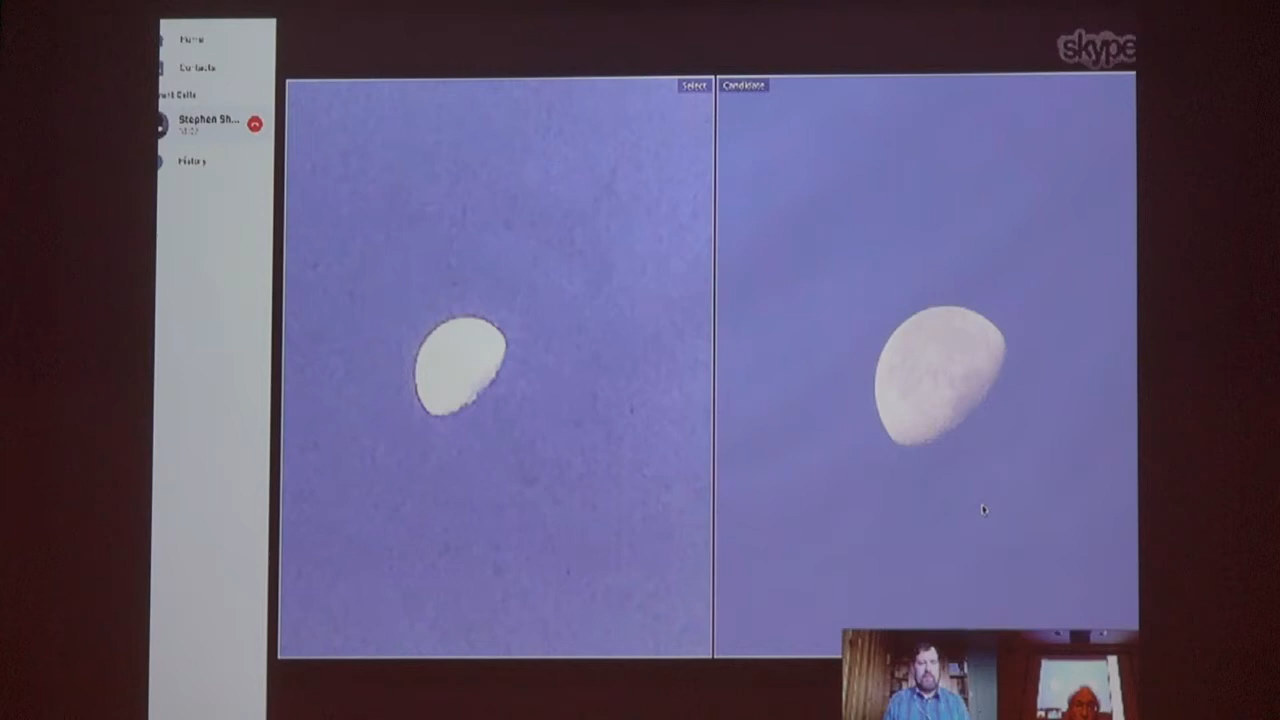 skype
Home
Contacts
Select
Candidate
Calls
Stephen Sh...
History